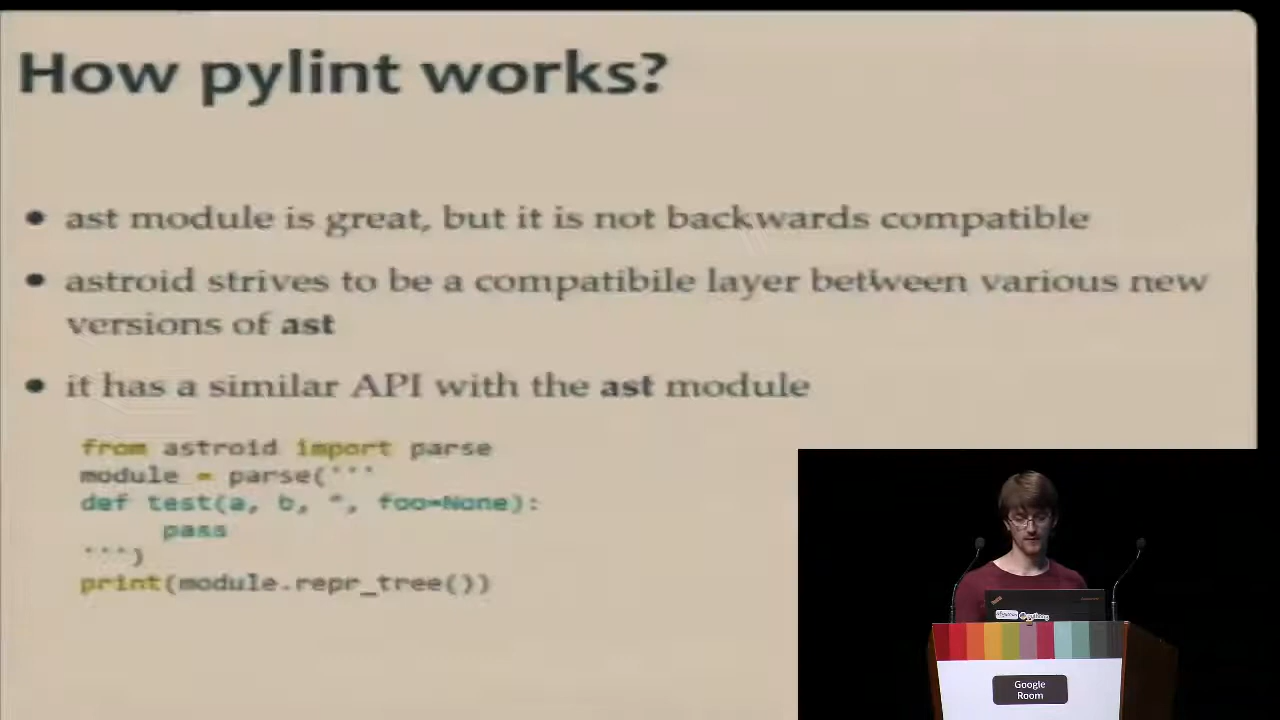 How pylint works?
• ast module is great, but it is not backwards compatible
• astroid strives to be a compatibile layer between various new
versions of ast
• it has a similar API with the ast module
from astroid import parse
module = parse('''
def test(a, b, *, foo=None):
pass
''')
print(module.repr_tree())
Google
Room